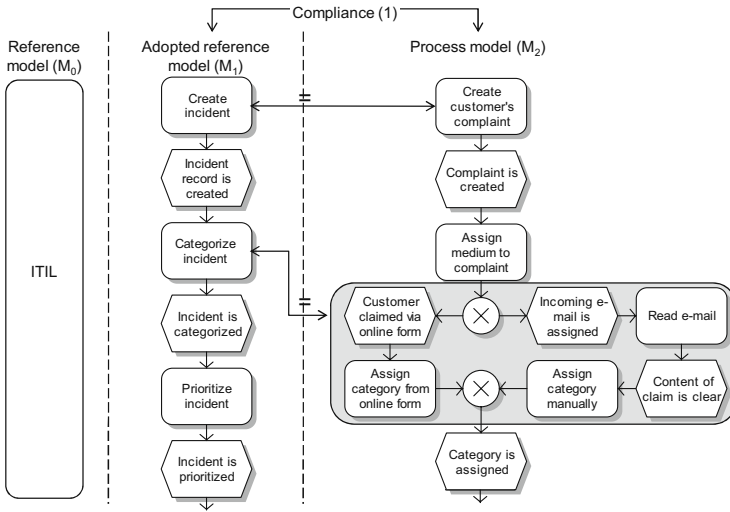 Compliance (1)
Reference
model (M0)
Adopted reference
model (M1)
Process model (M2)
ITIL
Create
incident
=
Create
customer's
complaint
Incident
record is
created
Complaint is
created
Categorize
incident
=
Assign
medium to
complaint
Customer
claimed via
online form
Incoming e-
mail is
assigned
Read e-mail
Incident is
categorized
Assign
category from
online form
Assign
category
manually
Content of
claim is clear
Prioritize
incident
Incident is
prioritized
Category is
assigned